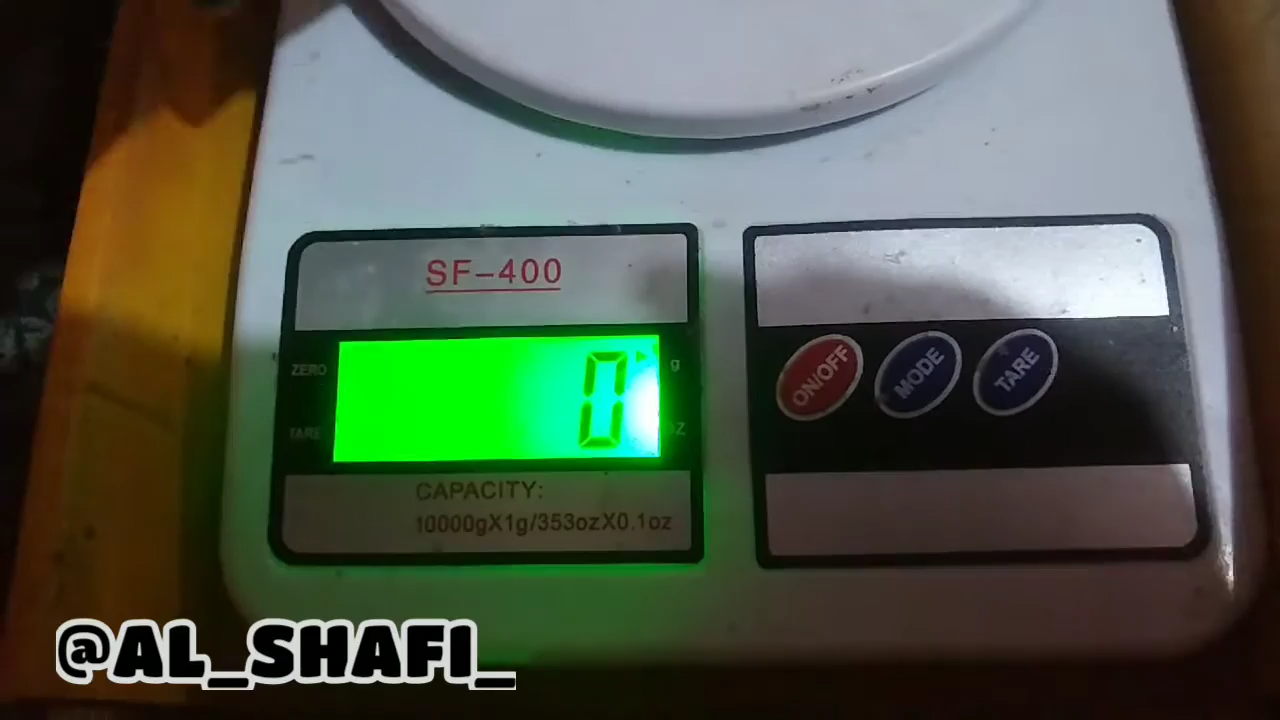 SF-400
ZERO
0
g
TARE
OZ
CAPACITY:
10000gX1g/353ozX0.1oz
ON/OFF
MODE
TARE
@AL_SHAFI_